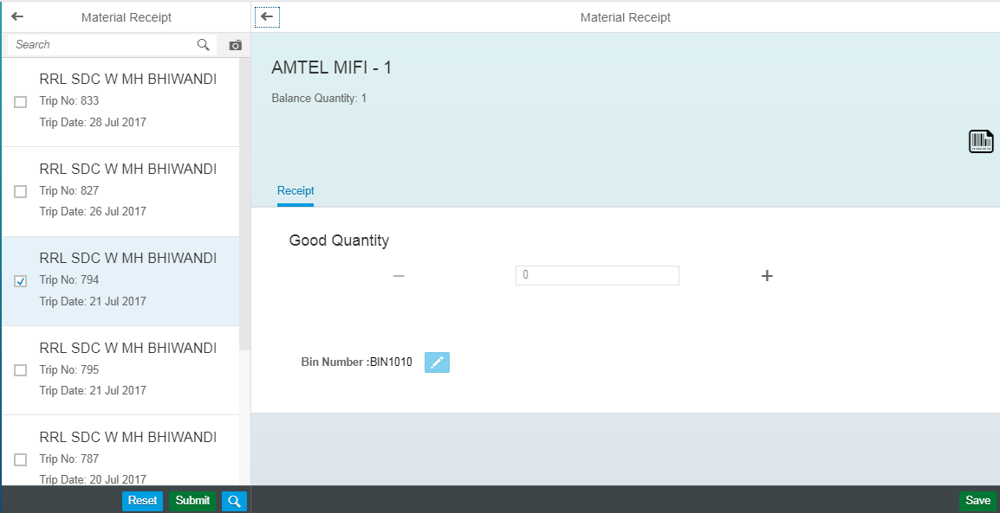 Material Receipt
Search
RRL SDC W MH BHIWANDI
Trip No: 833
Trip Date: 28 Jul 2017
RRL SDC W MH BHIWANDI
Trip No: 827
Trip Date: 26 Jul 2017
RRL SDC W MH BHIWANDI
Trip No: 794
Trip Date: 21 Jul 2017
RRL SDC W MH BHIWANDI
Trip No: 795
Trip Date: 21 Jul 2017
RRL SDC W MH BHIWANDI
Trip No: 787
Trip Date: 20 Jul 2017
Reset Submit
Material Receipt
AMTEL MIFI - 1
Balance Quantity: 1
Receipt
Good Quantity
0
Bin Number :BIN1010
Save